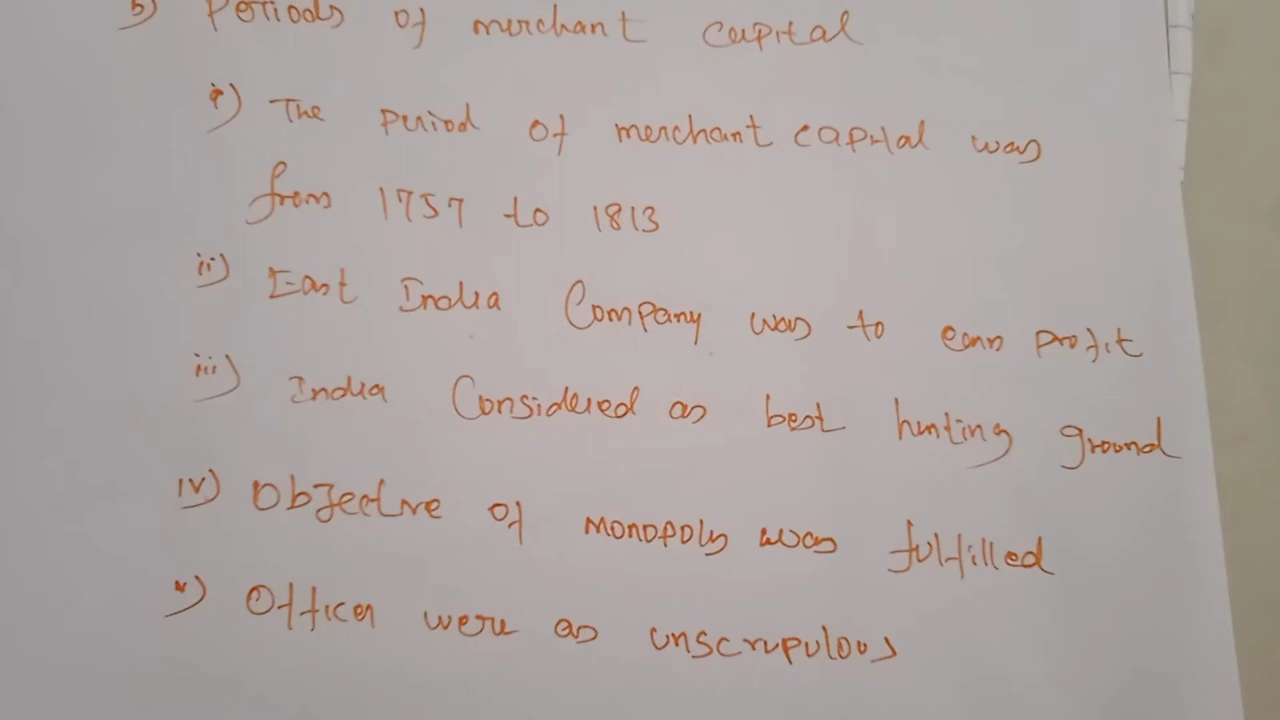 b) Periods of merchant capital
i) The period of merchant capital was
from 1757 to 1813
ii) East India Company was to earn profit
iii) India Considered as best hunting ground
iv) Objective of monopoly was fulfilled
v) Officer were as unscrupulous